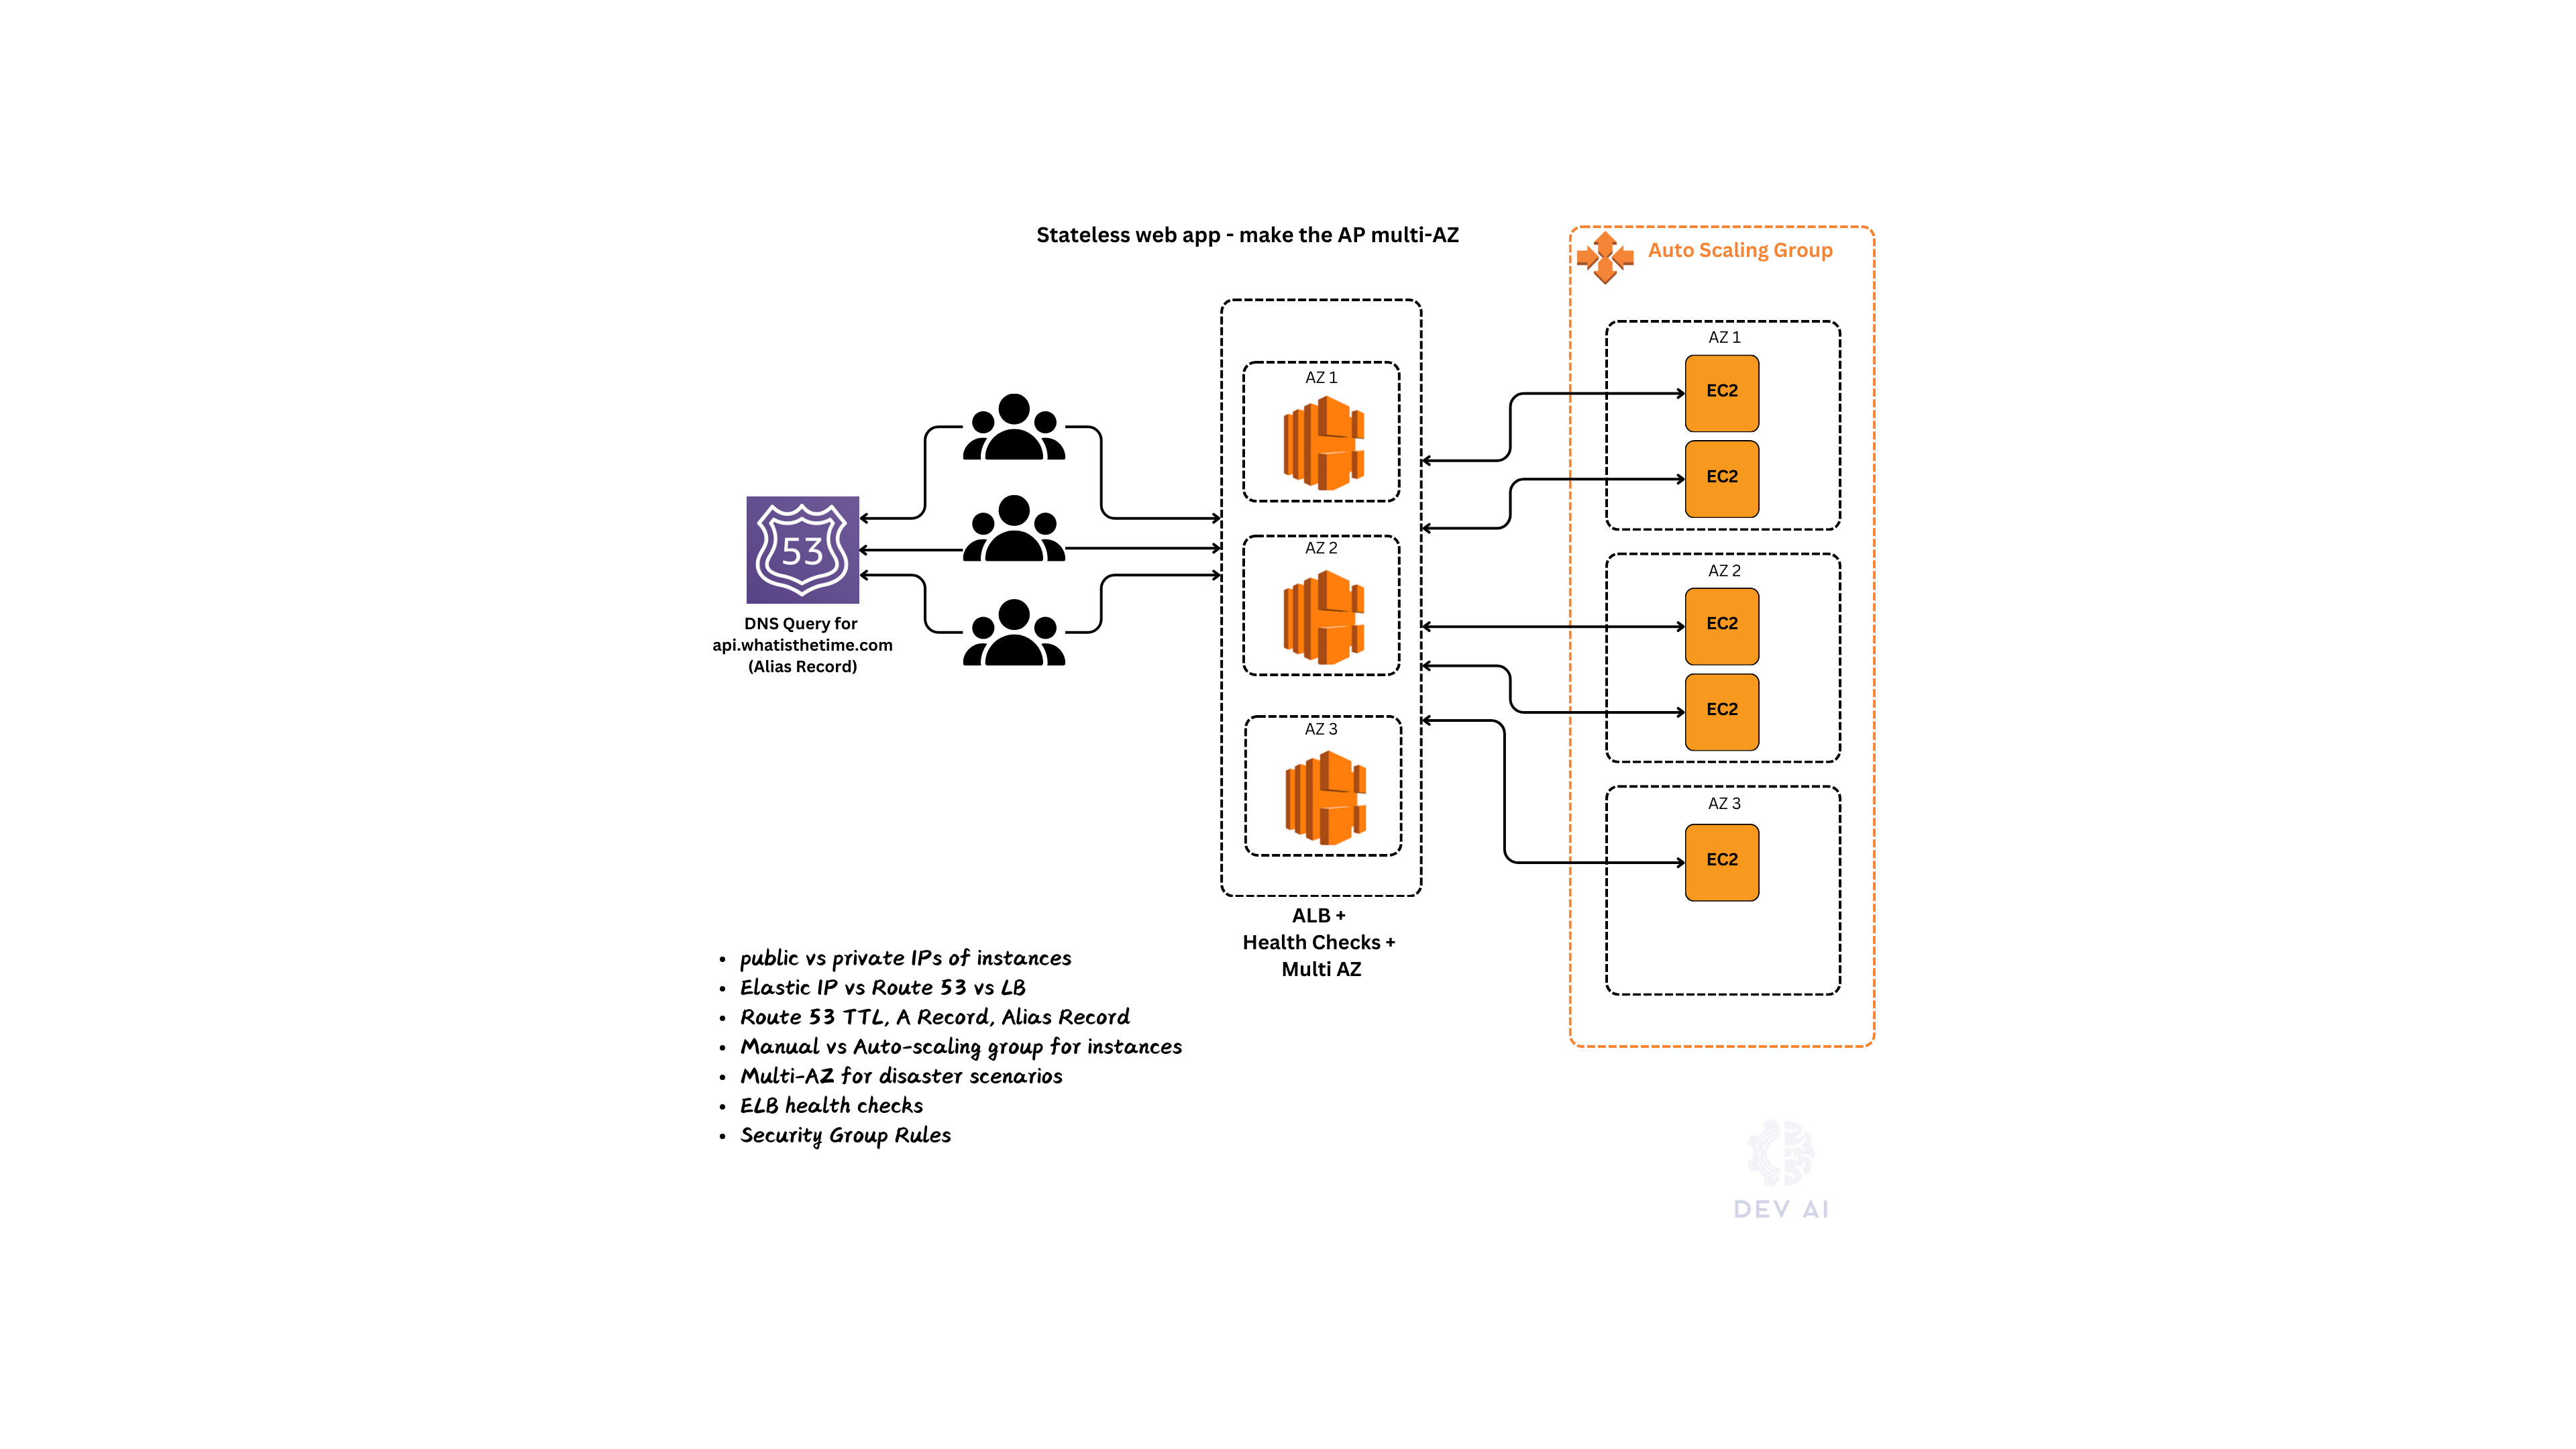 Stateless web app - make the AP multi-AZ
Auto Scaling Group
AZ 1
EC2
EC2
AZ 2
EC2
EC2
AZ 3
EC2
AZ 1
AZ 2
AZ 3
ALB +
Health Checks +
Multi AZ
53
DNS Query for
api.whatisthetime.com
(Alias Record)
• public vs private IPs of instances
• Elastic IP vs Route 53 vs LB
• Route 53 TTL, A Record, Alias Record
• Manual vs Auto-scaling group for instances
• Multi-AZ for disaster scenarios
• ELB health checks
• Security Group Rules
DEV AI